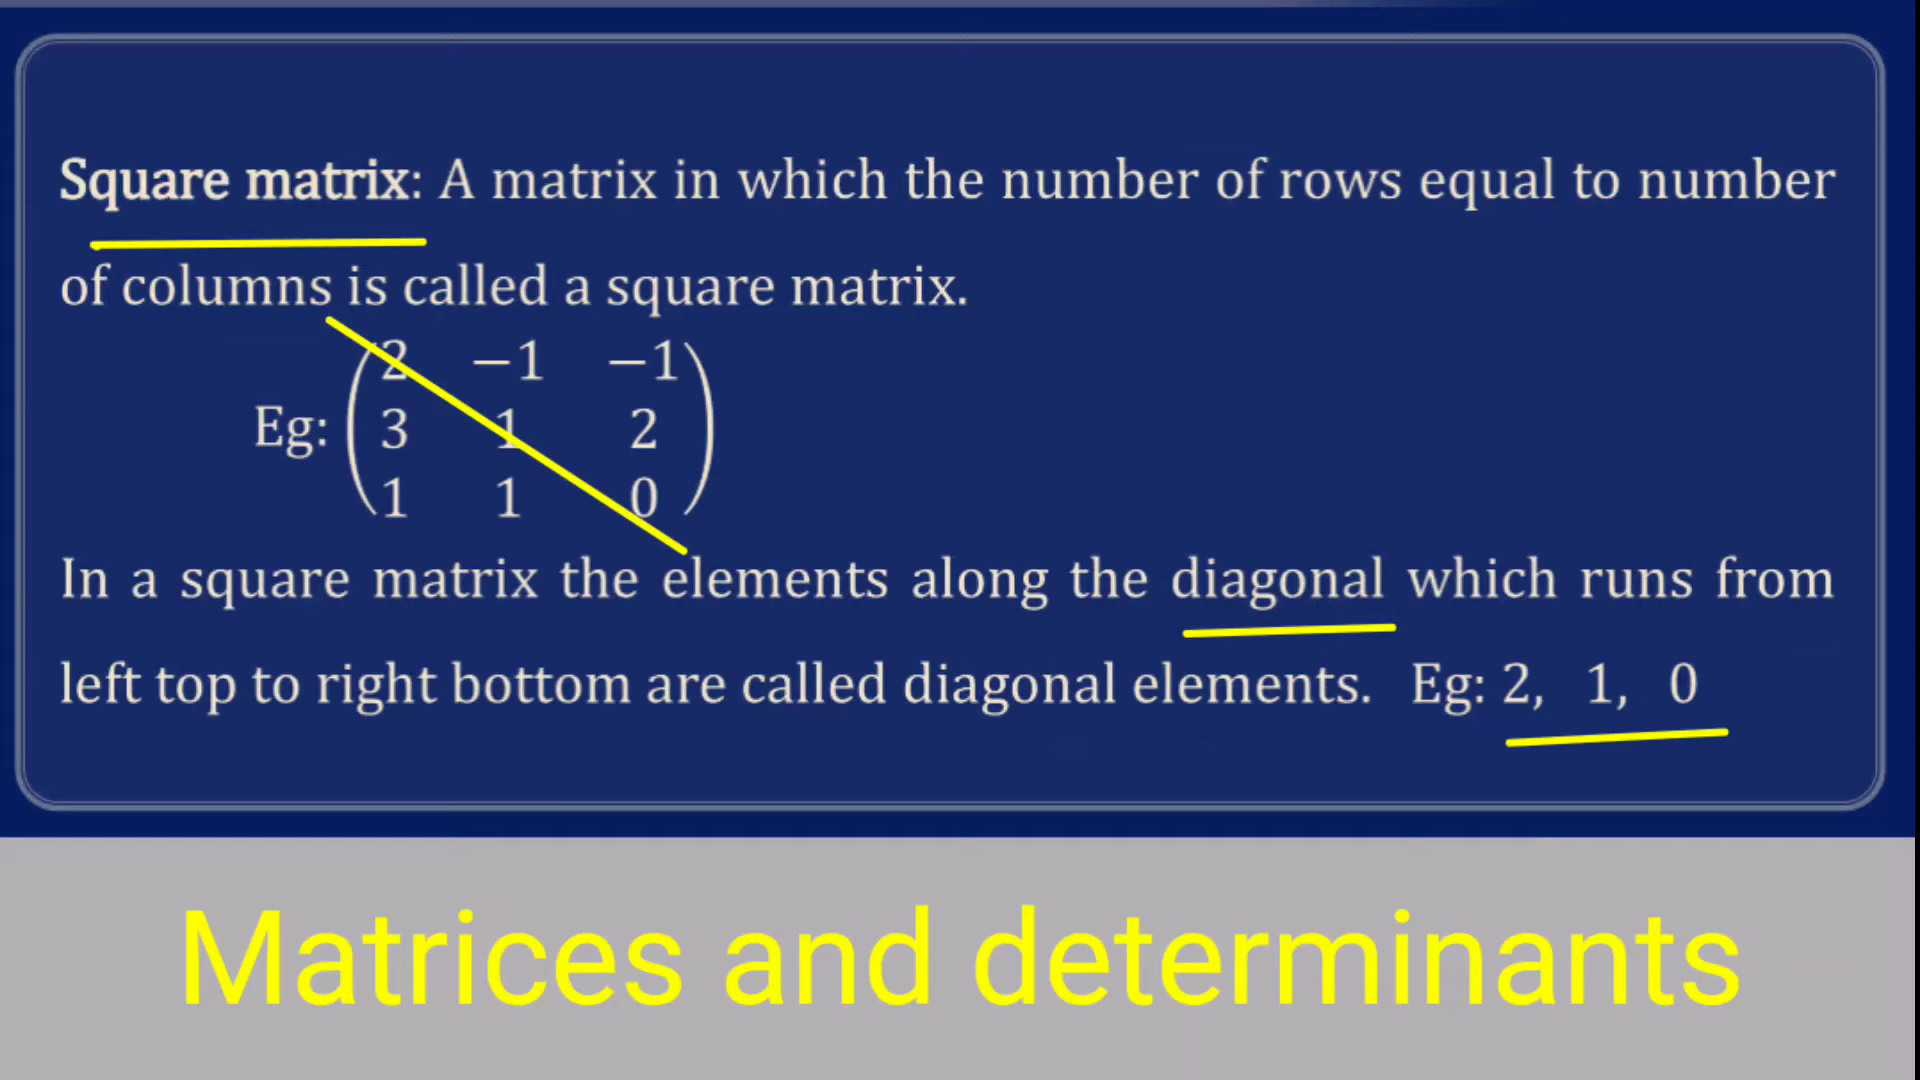 Square matrix: A matrix in which the number of rows equal to number
of columns is called a square matrix.
2 −1 −1
Eg: 3 1 2
1 1 0
In a square matrix the elements along the diagonal which runs from
left top to right bottom are called diagonal elements. Eg: 2, 1, 0
Matrices and determinants